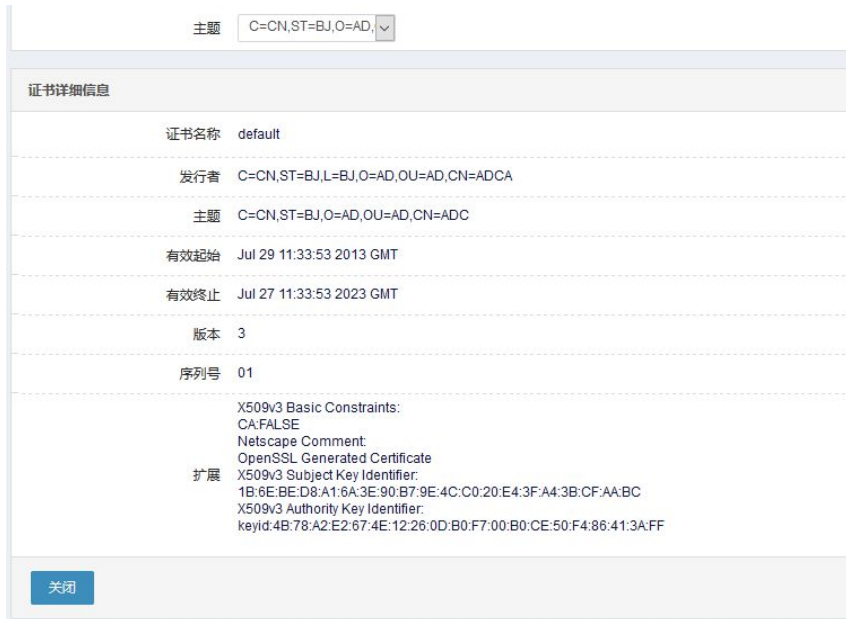 主题 C=CN,ST=BJ,O=AD,
证书详细信息
证书名称 default
发行者 C=CN,ST=BJ,L=BJ,O=AD,OU=AD,CN=ADCA
主题 C=CN,ST=BJ,O=AD,OU=AD,CN=ADC
有效起始 Jul 29 11:33:53 2013 GMT
有效终止 Jul 27 11:33:53 2023 GMT
版本 3
序列号 01
扩展
X509v3 Basic Constraints:
CA:FALSE
Netscape Comment:
OpenSSL Generated Certificate
X509v3 Subject Key Identifier:
1B:6E:BE:D8:A1:6A:3E:90:B7:9E:4C:C0:20:E4:3F:A4:3B:CF:AA:BC
X509v3 Authority Key Identifier:
keyid:4B:78:A2:E2:67:4E:12:26:0D:B0:F7:00:B0:CE:50:F4:86:41:3A:FF
关闭